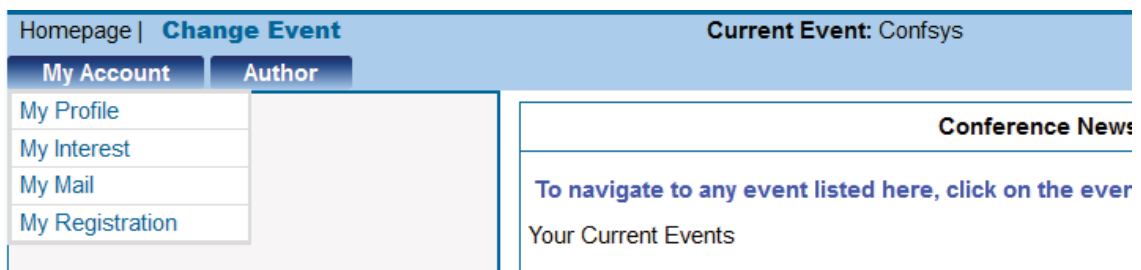 Homepage | Change Event Current Event: Confsys
My Account Author
My Profile
My Interest
My Mail
My Registration
Conference News
To navigate to any event listed here, click on the
Your Current Events